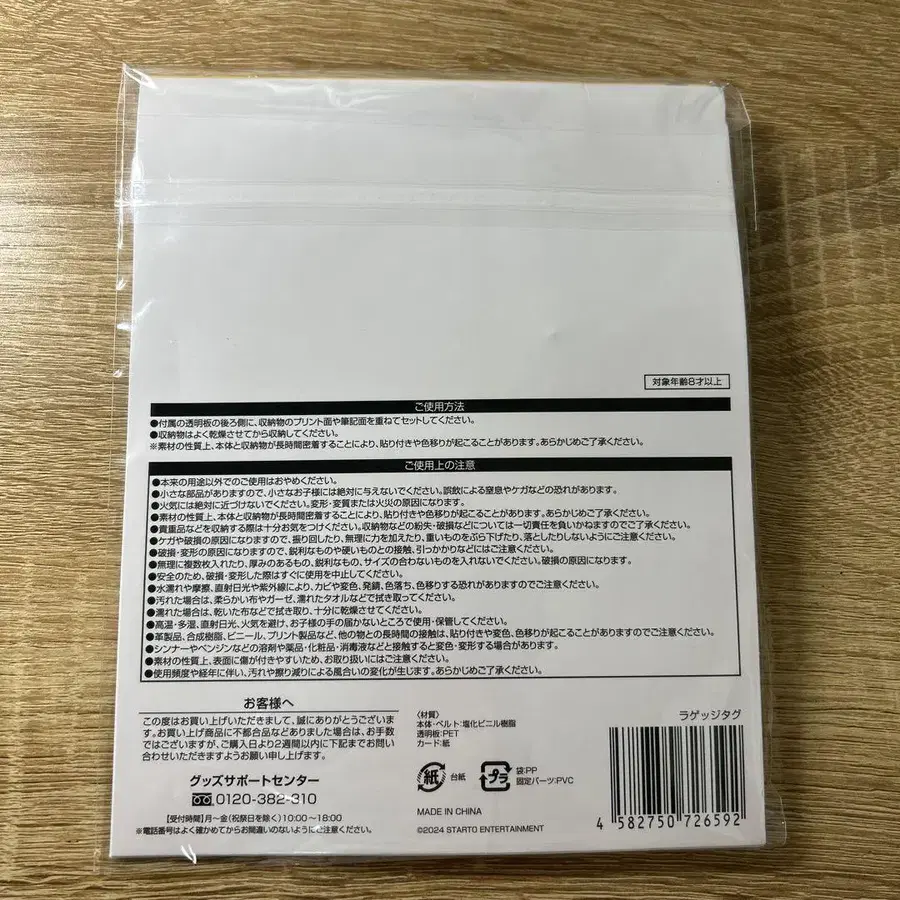 対象年齢8才以上
ご使用方法
●付属の透明板の後ろ側に、収納物のプリント面や筆記面を重ねてセットしてください。
●収納物はよく乾燥させてから収納してください。
※素材の性質上、本体と収納物が長時間密着することにより、貼り付きや色移りが起こることがあります。あらかじめご了承ください。
ご使用上の注意
●本来の用途以外でのご使用はおやめください。
●小さな部品がありますので、小さなお子様には絶対に与えないでください。誤飲による窒息やケガなどの恐れがあります。
●火気には絶対に近づけないでください。変形・変質または火災の原因になります。
●素材の性質上、本体と収納物が長時間密着することにより、貼り付きや色移りが起こることがあります。あらかじめご了承ください。
●貴重品などを収納する際は十分お気をつけください。収納物などの紛失・破損などについては一切責任を負いかねますのでご了承ください。
●ケガや破損の原因になりますので、振り回したり、無理に力を加えたり、重いものをぶら下げたり、落としたりしないようにご注意ください。
●破損・変形の原因になりますので、鋭利なものや硬いものとの接触、引っかかりなどにはご注意ください。
●無理に複数枚入れたり、厚みのあるもの、鋭利なもの、サイズの合わないものを入れないでください。破損の原因になります。
●安全のため、破損・変形した際はすぐに使用を中止してください。
●水濡れや摩擦、直射日光や紫外線により、カビや変色、発錆、色落ち、色移りする恐れがありますのでご注意ください。
●汚れた場合は、柔らかい布やガーゼ、濡れたタオルなどで拭き取ってください。
●濡れた場合は、乾いた布などで拭き取り、十分に乾燥させてください。
●高温・多湿、直射日光、火気を避け、お子様の手の届かないところで使用・保管してください。
●革製品、合成樹脂、ビニール、プリント製品など、他の物との長時間の接触は、貼り付きや変色、色移りが起こることがありますのでご注意ください。
●シンナーやベンジンなどの溶剤や薬品・化粧品・消毒液などと接触すると変色・変形する場合があります。
●素材の性質上、表面に傷が付きやすいため、お取り扱いにはご注意ください。
●使用頻度や経年に伴い、汚れや擦り減りによる風合いの変化が生じます。あらかじめご了承ください。
お客様へ
この度はお買い上げいただきまして、誠にありがとうございます。お買い上げ商品に不都合などありました場合は、お手数ではございますが、ご購入日より2週間以内に下記までお問い合わせいただきますようお願い申し上げます。
グッズサポートセンター
0120-382-310
【受付時間】月～金(祝祭日を除く)10:00～18:00
※電話番号はよく確かめてからお間違いのないようにご注意ください。
〈材質〉
本体・ベルト:塩化ビニル樹脂
透明板:PET
カード:紙
紙 台紙
プラ 袋:PP
固定パーツ:PVC
MADE IN CHINA
©2024 STARTO ENTERTAINMENT
ラゲッジタグ
4 582750 726592